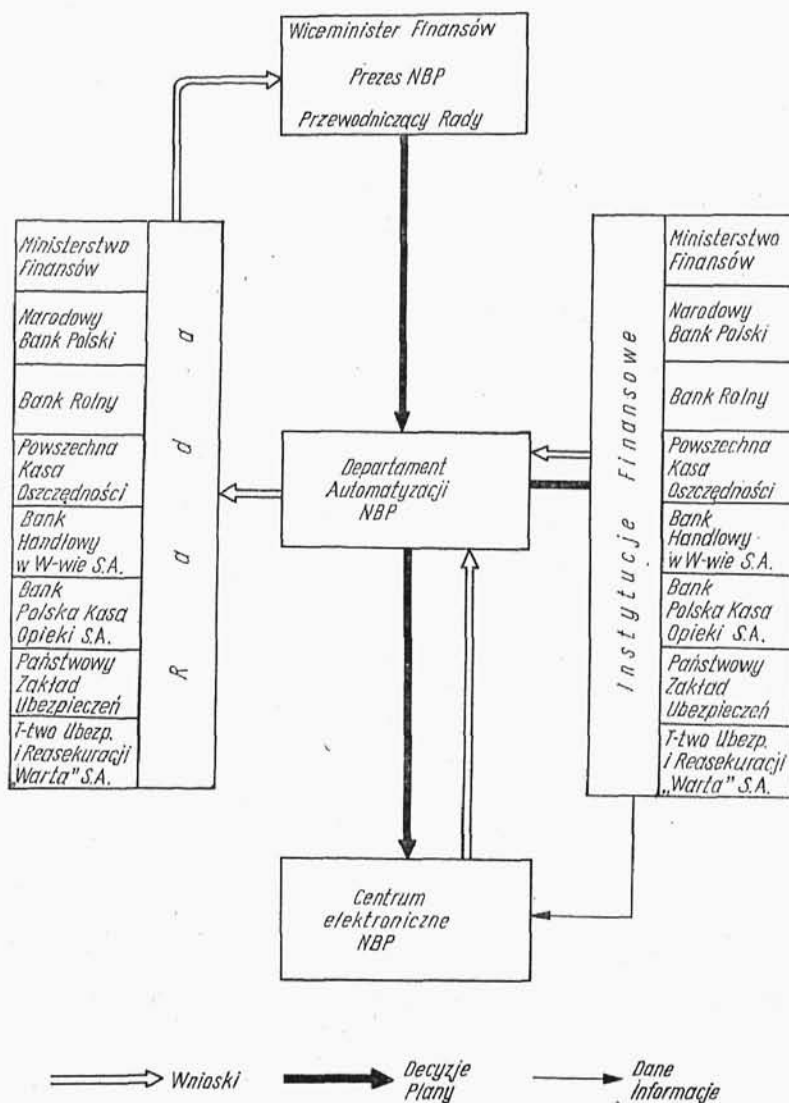 Wiceminister Finansów
Prezes NBP
Przewodniczący Rady
Ministerstwo
Finansów
Narodowy
Bank Polski
Bank Rolny
Powszechna
Kasa
Oszczędności
Bank
Handlowy
w W-wie S.A.
Bank
Polska Kasa
Opieki S.A.
Państwowy
Zakład
Ubezpieczeń
T-two Ubezp.
i Reasekuracji
„Warta" S.A.
Rada
Departament
Automatyzacji
NBP
Instytucje Finansowe
Ministerstwo
Finansów
Narodowy
Bank Polski
Bank Rolny
Powszechna
Kasa
Oszczędności
Bank
Handlowy
w W-wie S.A.
Bank
Polska Kasa
Opieki S.A.
Państwowy
Zakład
Ubezpieczeń
T-two Ubezp.
i Reasekuracji
„Warta" S.A.
Centrum
elektroniczne
NBP
Wnioski
Decyzje
Plany
Dane
Informacje